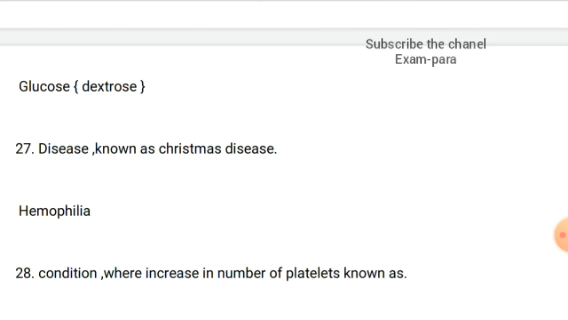 Subscribe the chanel
Exam-para
Glucose { dextrose }
27. Disease ,known as christmas disease.
Hemophilia
28. condition ,where increase in number of platelets known as.